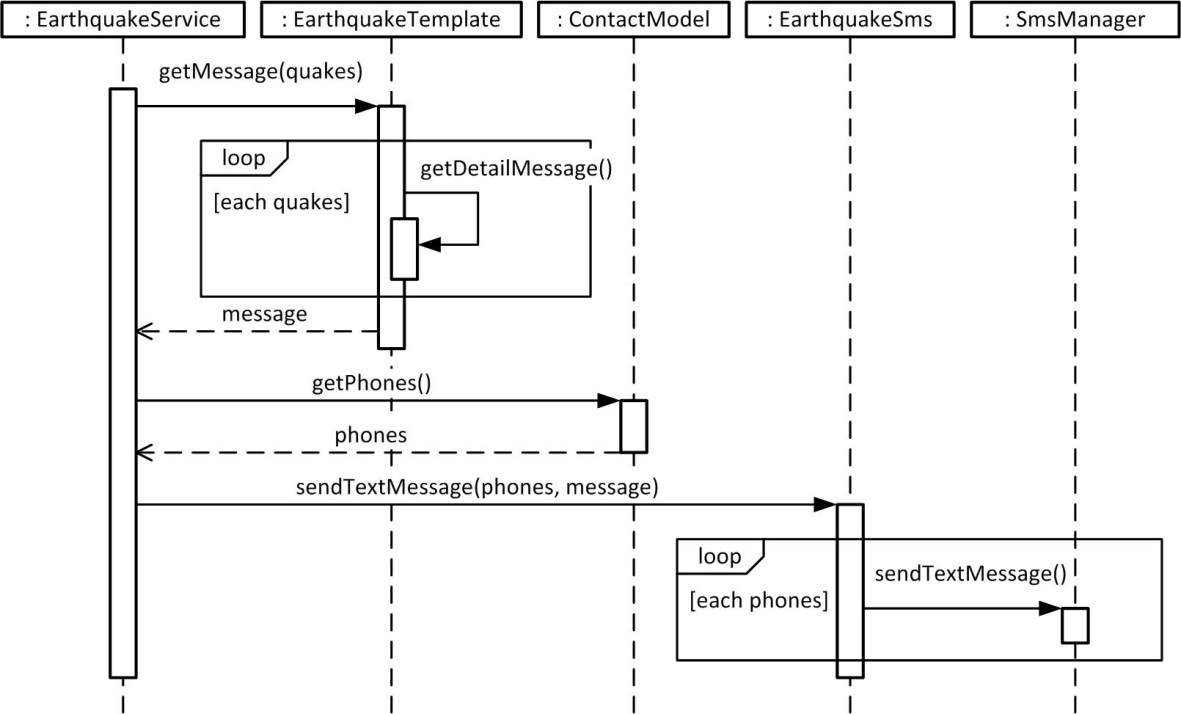 : EarthquakeService
: EarthquakeTemplate
: ContactModel
: EarthquakeSms
: SmsManager
getMessage(quakes)
loop
getDetailMessage()
[each quakes]
message
getPhones()
phones
sendTextMessage(phones, message)
loop
sendTextMessage()
[each phones]